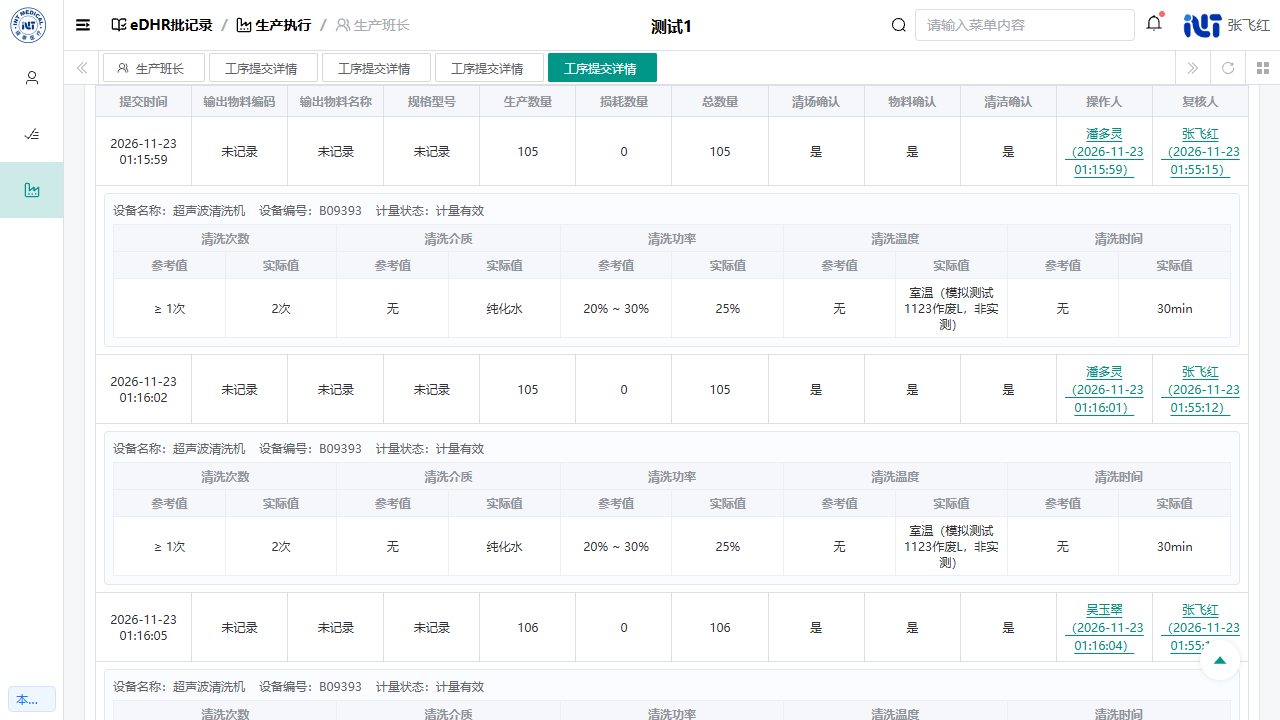 eDHR批记录 / 生产执行 / 生产班长
测试1
请输入菜单内容
张飞红
生产班长 工序提交详情 工序提交详情 工序提交详情 工序提交详情
提交时间 输出物料编码 输出物料名称 规格型号 生产数量 损耗数量 总数量 清场确认 物料确认 清洁确认 操作人 复核人
2026-11-23 01:15:59 未记录 未记录 未记录 105 0 105 是 是 是 潘多灵（2026-11-23 01:15:59） 张飞红（2026-11-23 01:55:15）
设备名称：超声波清洗机 设备编号：B09393 计量状态：计量有效
清洗次数 清洗介质 清洗功率 清洗温度 清洗时间
参考值 实际值 参考值 实际值 参考值 实际值 参考值 实际值 参考值 实际值
≥ 1次 2次 无 纯化水 20% ~ 30% 25% 无 室温（模拟测试1123作废L，非实测） 无 30min
2026-11-23 01:16:02 未记录 未记录 未记录 105 0 105 是 是 是 潘多灵（2026-11-23 01:16:01） 张飞红（2026-11-23 01:55:12）
设备名称：超声波清洗机 设备编号：B09393 计量状态：计量有效
清洗次数 清洗介质 清洗功率 清洗温度 清洗时间
参考值 实际值 参考值 实际值 参考值 实际值 参考值 实际值 参考值 实际值
≥ 1次 2次 无 纯化水 20% ~ 30% 25% 无 室温（模拟测试1123作废L，非实测） 无 30min
2026-11-23 01:16:05 未记录 未记录 未记录 106 0 106 是 是 是 吴玉翠（2026-11-23 01:16:04） 张飞红（2026-11-23
设备名称：超声波清洗机 设备编号：B09393 计量状态：计量有效
清洗次数 清洗介质 清洗功率 清洗温度 清洗时间
本...